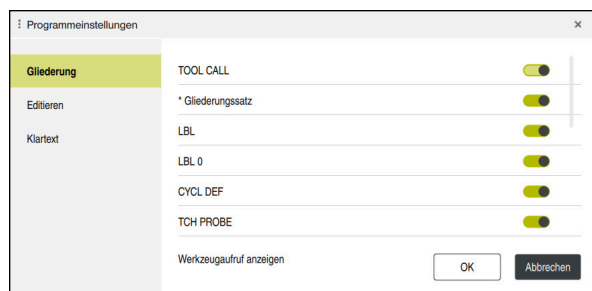 Programmeinstellungen
Gliederung
Editieren
Klartext
TOOL CALL
* Gliederungssatz
LBL
LBL 0
CYCL DEF
TCH PROBE
Werkzeugaufruf anzeigen
OK
Abbrechen